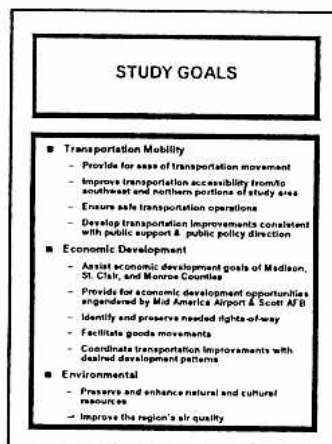 STUDY GOALS
■ Transportation Mobility
– Provide for ease of transportation movement
– Improve transportation accessibility from/to
southwest and northern portions of study area
– Ensure safe transportation operations
– Develop transportation improvements consistent
with public support & public policy direction
■ Economic Development
– Assist economic development goals of Madison,
St. Clair, and Monroe Counties
– Provide for economic development opportunities
engendered by Mid America Airport & Scott AFB
– Identify and preserve needed rights-of-way
– Facilitate goods movements
– Coordinate transportation improvements with
desired development patterns
■ Environmental
– Preserve and enhance natural and cultural
resources
– Improve the region's air quality